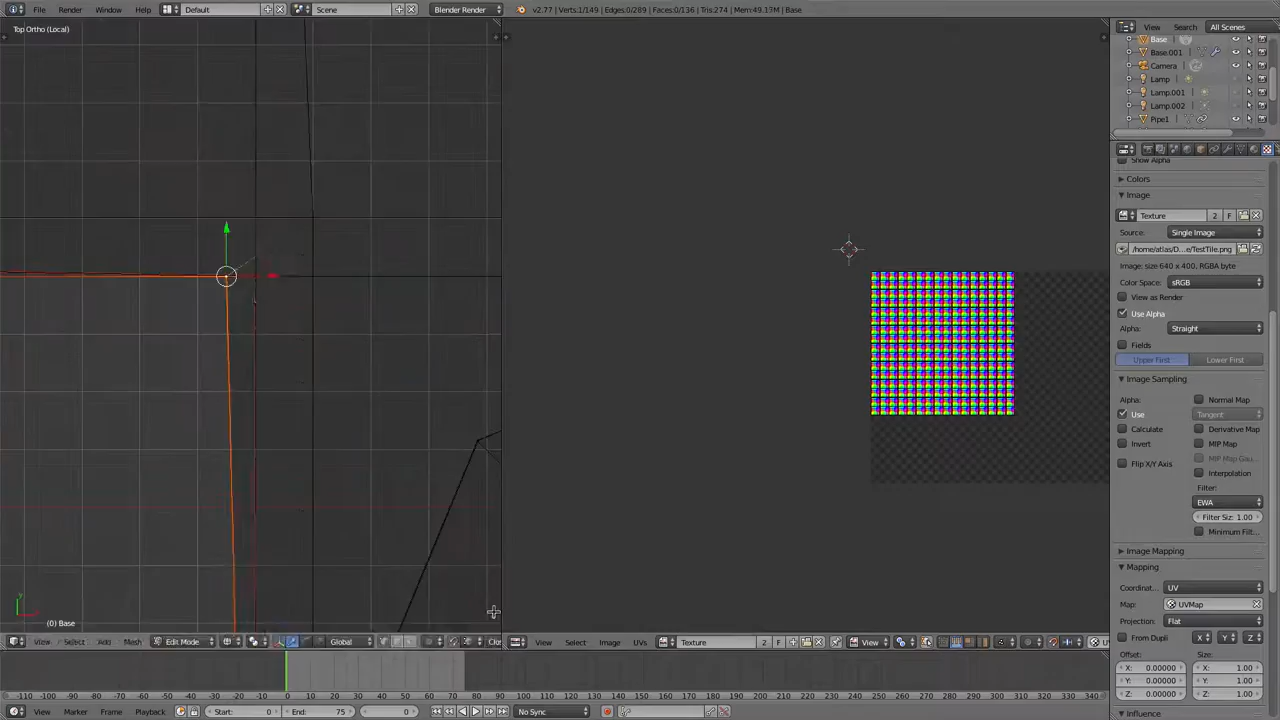 File Render Window Help Default Scene Blender Render v2.77 | Verts:1/149 | Edges:0/289 | Faces:0/136 | Tris:274 | Mem:49.13M | Base
Top Ortho (Local)
View Search All Scenes
Base
Base.001
Camera
Lamp
Lamp.001
Lamp.002
Pipe1
Show Alpha
Colors
Image
Texture 2 F
Source: Single Image
/home/atlas/D...e/TestTile.png
Image: size 640 x 400, RGBA byte
Color Space: sRGB
View as Render
Use Alpha
Alpha: Straight
Fields
Upper First Lower First
Image Sampling
Alpha: Normal Map
Use Tangent
Calculate Derivative Map
Invert MIP Map
MIP Map Gau...
Flip X/Y Axis
Interpolation
Filter:
EWA
Filter Siz: 1.00
Minimum Filt...
Image Mapping
Mapping
Coordinat... UV
Map: UVMap
Projection: Flat
From Dupli X Y Z
Offset: Size:
X: 0.00000 X: 1.00
Y: 0.00000 Y: 1.00
Z: 0.00000 Z: 1.00
Influence
y
(0) Base
View Select Add Mesh Edit Mode Global Clos
View Select Image UVs Texture 2 F View
-110 -100 -90 -80 -70 -60 -50 -40 -30 -20 -10 0 10 20 30 40 50 60 70 80 90 100 110 120 130 140 150 160 170 180 190 200 210 220 230 240 250 260 270 280 290 300 310 320 330 340
View Marker Frame Playback Start: 0 End: 75 0 No Sync